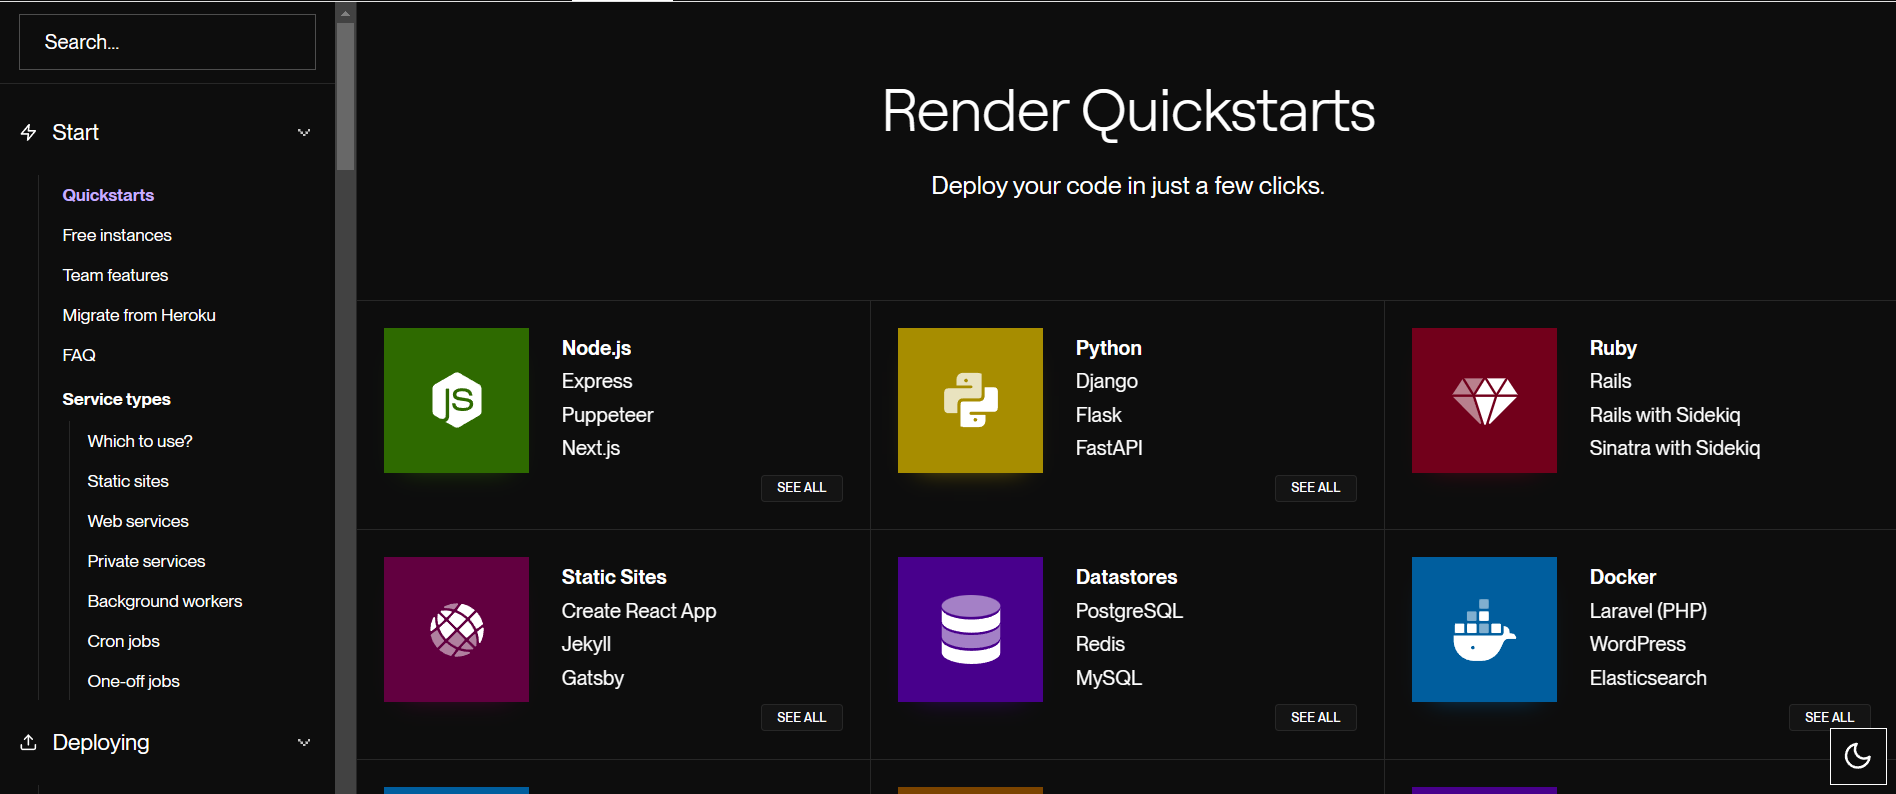 Search...
Start
Quickstarts
Free instances
Team features
Migrate from Heroku
FAQ
Service types
Which to use?
Static sites
Web services
Private services
Background workers
Cron jobs
One-off jobs
Deploying
Render Quickstarts
Deploy your code in just a few clicks.
JS
Node.js
Express
Puppeteer
Next.js
SEE ALL
Python
Django
Flask
FastAPI
SEE ALL
Ruby
Rails
Rails with Sidekiq
Sinatra with Sidekiq
Static Sites
Create React App
Jekyll
Gatsby
SEE ALL
Datastores
PostgreSQL
Redis
MySQL
SEE ALL
Docker
Laravel (PHP)
WordPress
Elasticsearch
SEE ALL